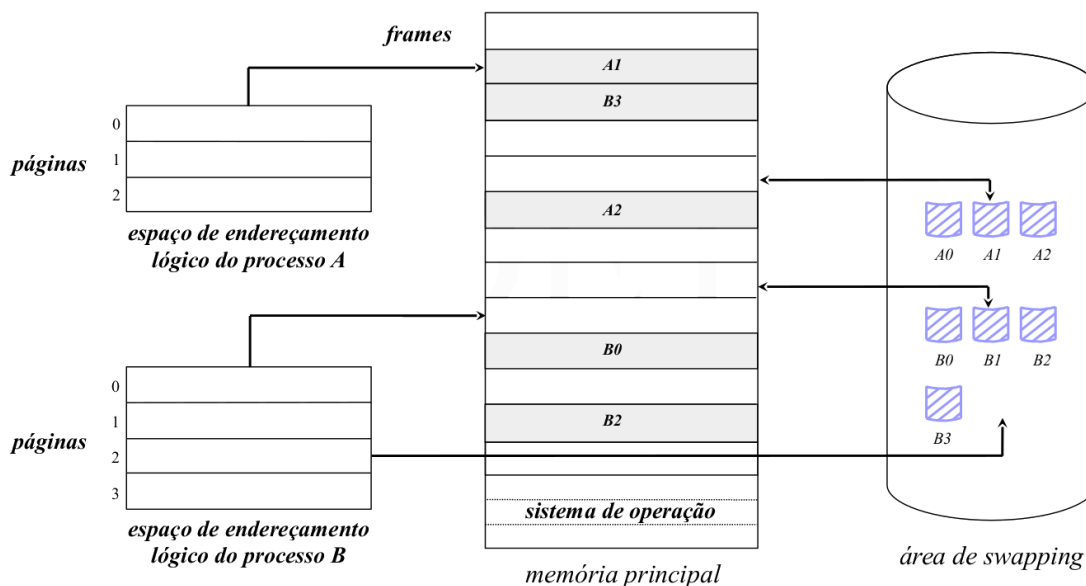 frames
A1
B3
A2
B0
B2
sistema de operação
memória principal
páginas
0
1
2
espaço de endereçamento
lógico do processo A
páginas
0
1
2
3
espaço de endereçamento
lógico do processo B
A0 A1 A2
B0 B1 B2
B3
área de swapping